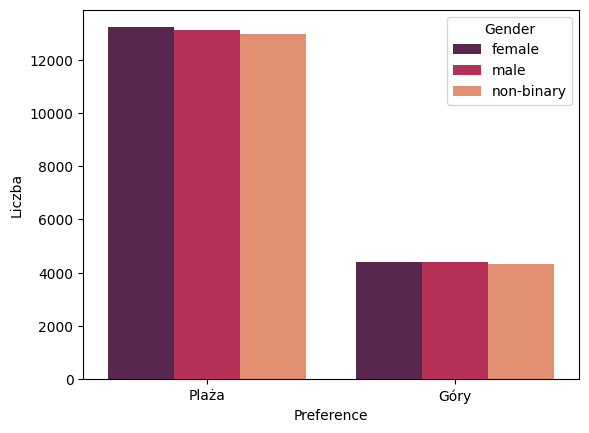 Gender
female
male
non-binary
Liczba
12000
10000
8000
6000
4000
2000
0
Plaża
Góry
Preference